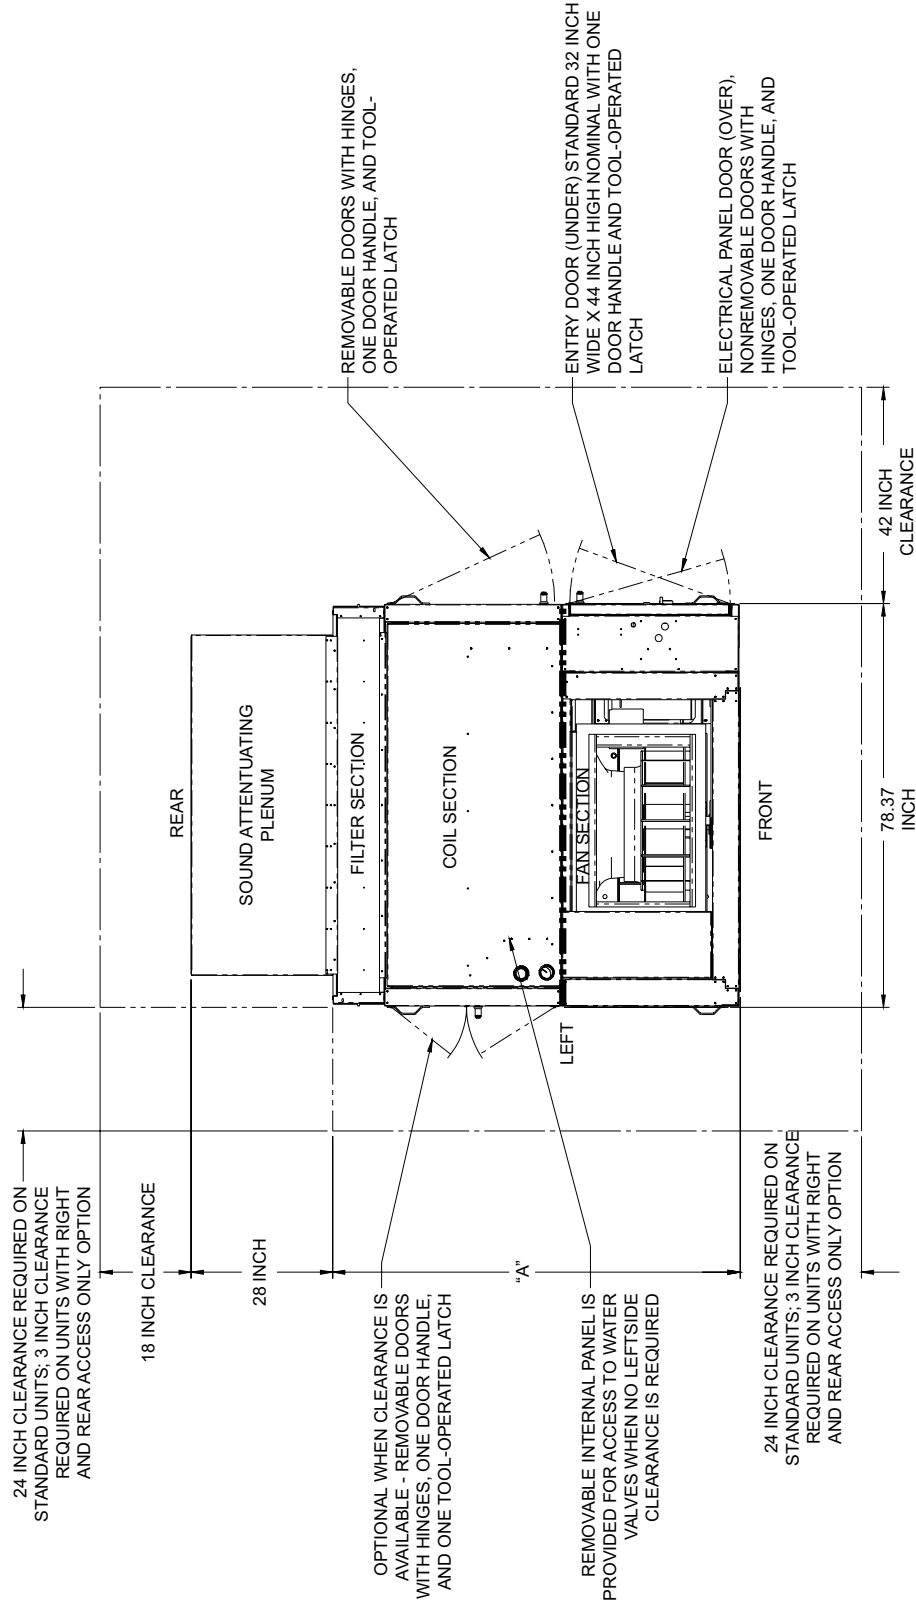 24 INCH CLEARANCE REQUIRED ON
STANDARD UNITS; 3 INCH CLEARANCE
REQUIRED ON UNITS WITH RIGHT
AND REAR ACCESS ONLY OPTION
18 INCH CLEARANCE
28 INCH
OPTIONAL WHEN CLEARANCE IS
AVAILABLE - REMOVABLE DOORS
WITH HINGES, ONE DOOR HANDLE,
AND ONE TOOL-OPERATED LATCH
"A"
REMOVABLE INTERNAL PANEL IS
PROVIDED FOR ACCESS TO WATER
VALVES WHEN NO LEFTSIDE
CLEARANCE IS REQUIRED
24 INCH CLEARANCE REQUIRED ON
STANDARD UNITS; 3 INCH CLEARANCE
REQUIRED ON UNITS WITH RIGHT
AND REAR ACCESS ONLY OPTION
REAR
SOUND ATTENTUATING
PLENUM
FILTER SECTION
COIL SECTION
LEFT
FAN SECTION
FRONT
78.37
INCH
REMOVABLE DOORS WITH HINGES,
ONE DOOR HANDLE, AND TOOL-
OPERATED LATCH
ENTRY DOOR (UNDER) STANDARD 32 INCH
WIDE X 44 INCH HIGH NOMINAL WITH ONE
DOOR HANDLE AND TOOL-OPERATED
LATCH
ELECTRICAL PANEL DOOR (OVER),
NONREMOVABLE DOORS WITH
HINGES, ONE DOOR HANDLE, AND
TOOL-OPERATED LATCH
42 INCH
CLEARANCE